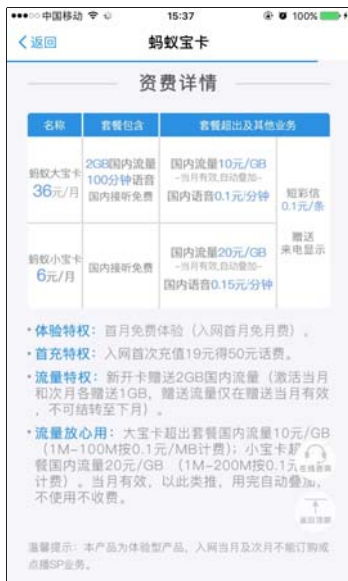 中国移动
15:37
100%
返回
蚂蚁宝卡
资费详情
名称 套餐包含 套餐超出及其他业务
蚂蚁大宝卡
36元/月
2GB国内流量
100分钟语音
国内接听免费
国内流量10元/GB
-当月有效,自动叠加-
国内语音0.1元/分钟
短彩信
0.1元/条
赠送
来电显示
蚂蚁小宝卡
6元/月
国内接听免费
国内流量20元/GB
-当月有效,自动叠加-
国内语音0.15元/分钟
•体验特权：首月免费体验（入网首月免月费）。
•首充特权：入网首次充值19元得50元话费。
•流量特权：新开卡赠送2GB国内流量（激活当月
和次月各赠送1GB，赠送流量仅在赠送当月有效
，不可结转至下月）。
•流量放心用：大宝卡超出套餐国内流量10元/GB
（1M-100M按0.1元/MB计费）；小宝卡超
餐国内流量20元/GB （1M-200M按0.1元
计费）。当月有效，以此类推，用完自动叠加，
不使用不收费。
在线咨询
返回顶部
温馨提示：本产品为体验型产品，入网当月及次月不能订购或
点播SP业务。